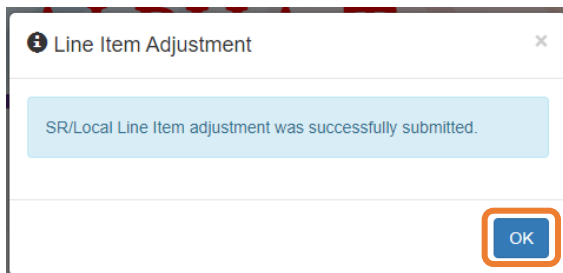 Line Item Adjustment
×
SR/Local Line Item adjustment was successfully submitted.
OK